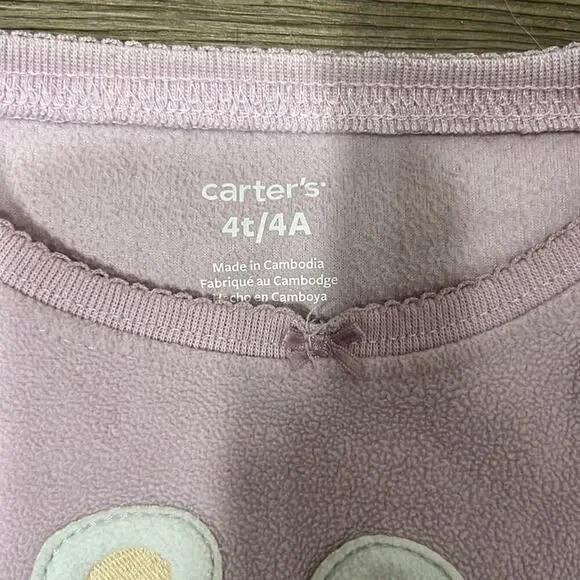 carter's
4t/4A
Made in Cambodia
Fabriqué au Cambodge
en Camboya